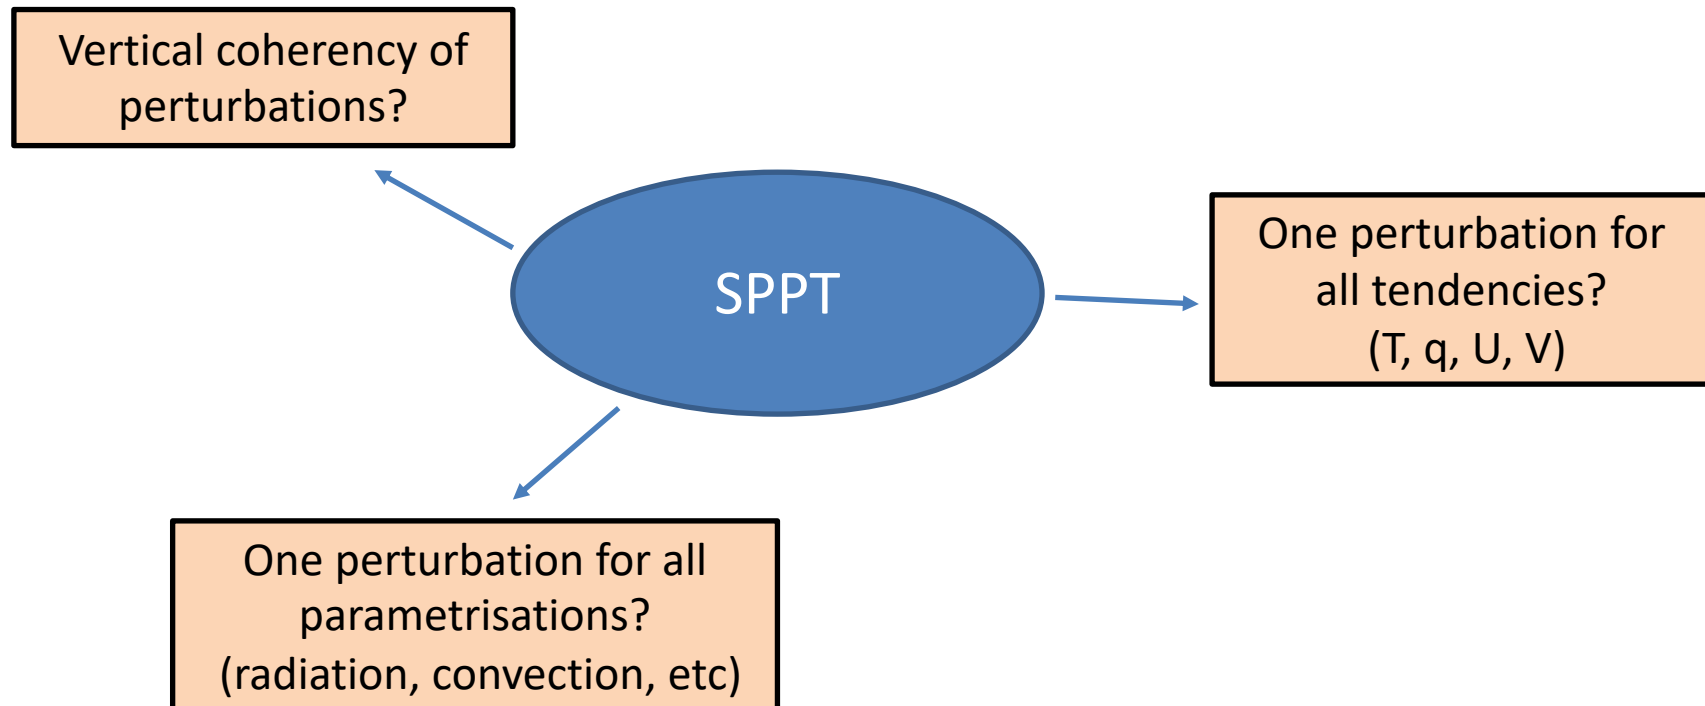 Vertical coherency of
perturbations?
SPPT
One perturbation for
all tendencies?
(T, q, U, V)
One perturbation for all
parametrisations?
(radiation, convection, etc)